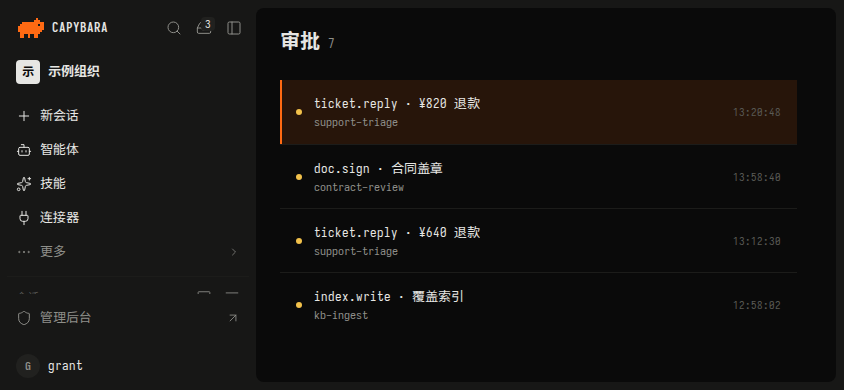 CAPYBARA
3
示 示例组织
新会话
智能体
技能
连接器
更多
管理后台
G grant
审批 7
ticket.reply · ¥820 退款
support-triage
13:20:48
doc.sign · 合同盖章
contract-review
13:58:40
ticket.reply · ¥640 退款
support-triage
13:12:30
index.write · 覆盖索引
kb-ingest
12:58:02